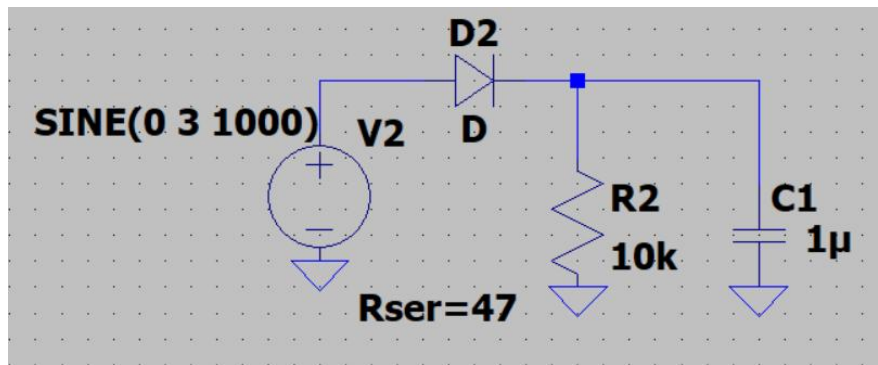 D2
SINE(0 3 1000)
V2
D
R2
C1
10k
1µ
Rser=47